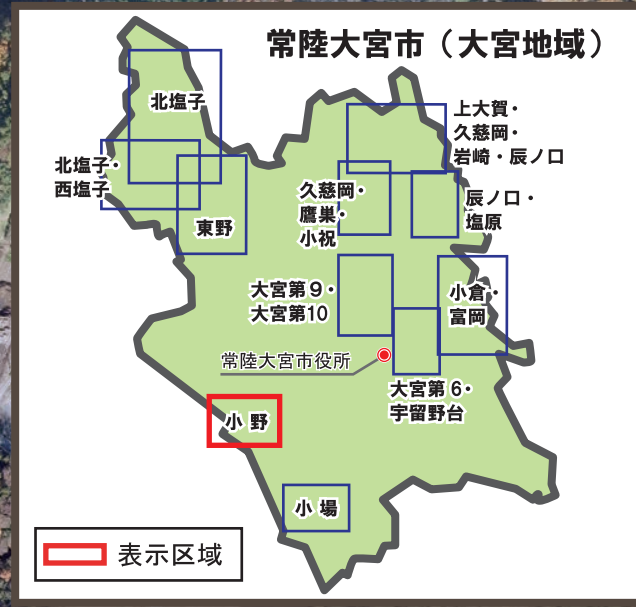 常陸大宮市（大宮地域）
北塩子
北塩子・
西塩子
東野
上大賀・
久慈岡・
岩崎・辰ノ口
久慈岡・
鷹巣・
小祝
辰ノ口・
塩原
大宮第９・
大宮第10
小倉・
富岡
常陸大宮市役所
大宮第６・
宇留野台
小 野
小 場
表示区域